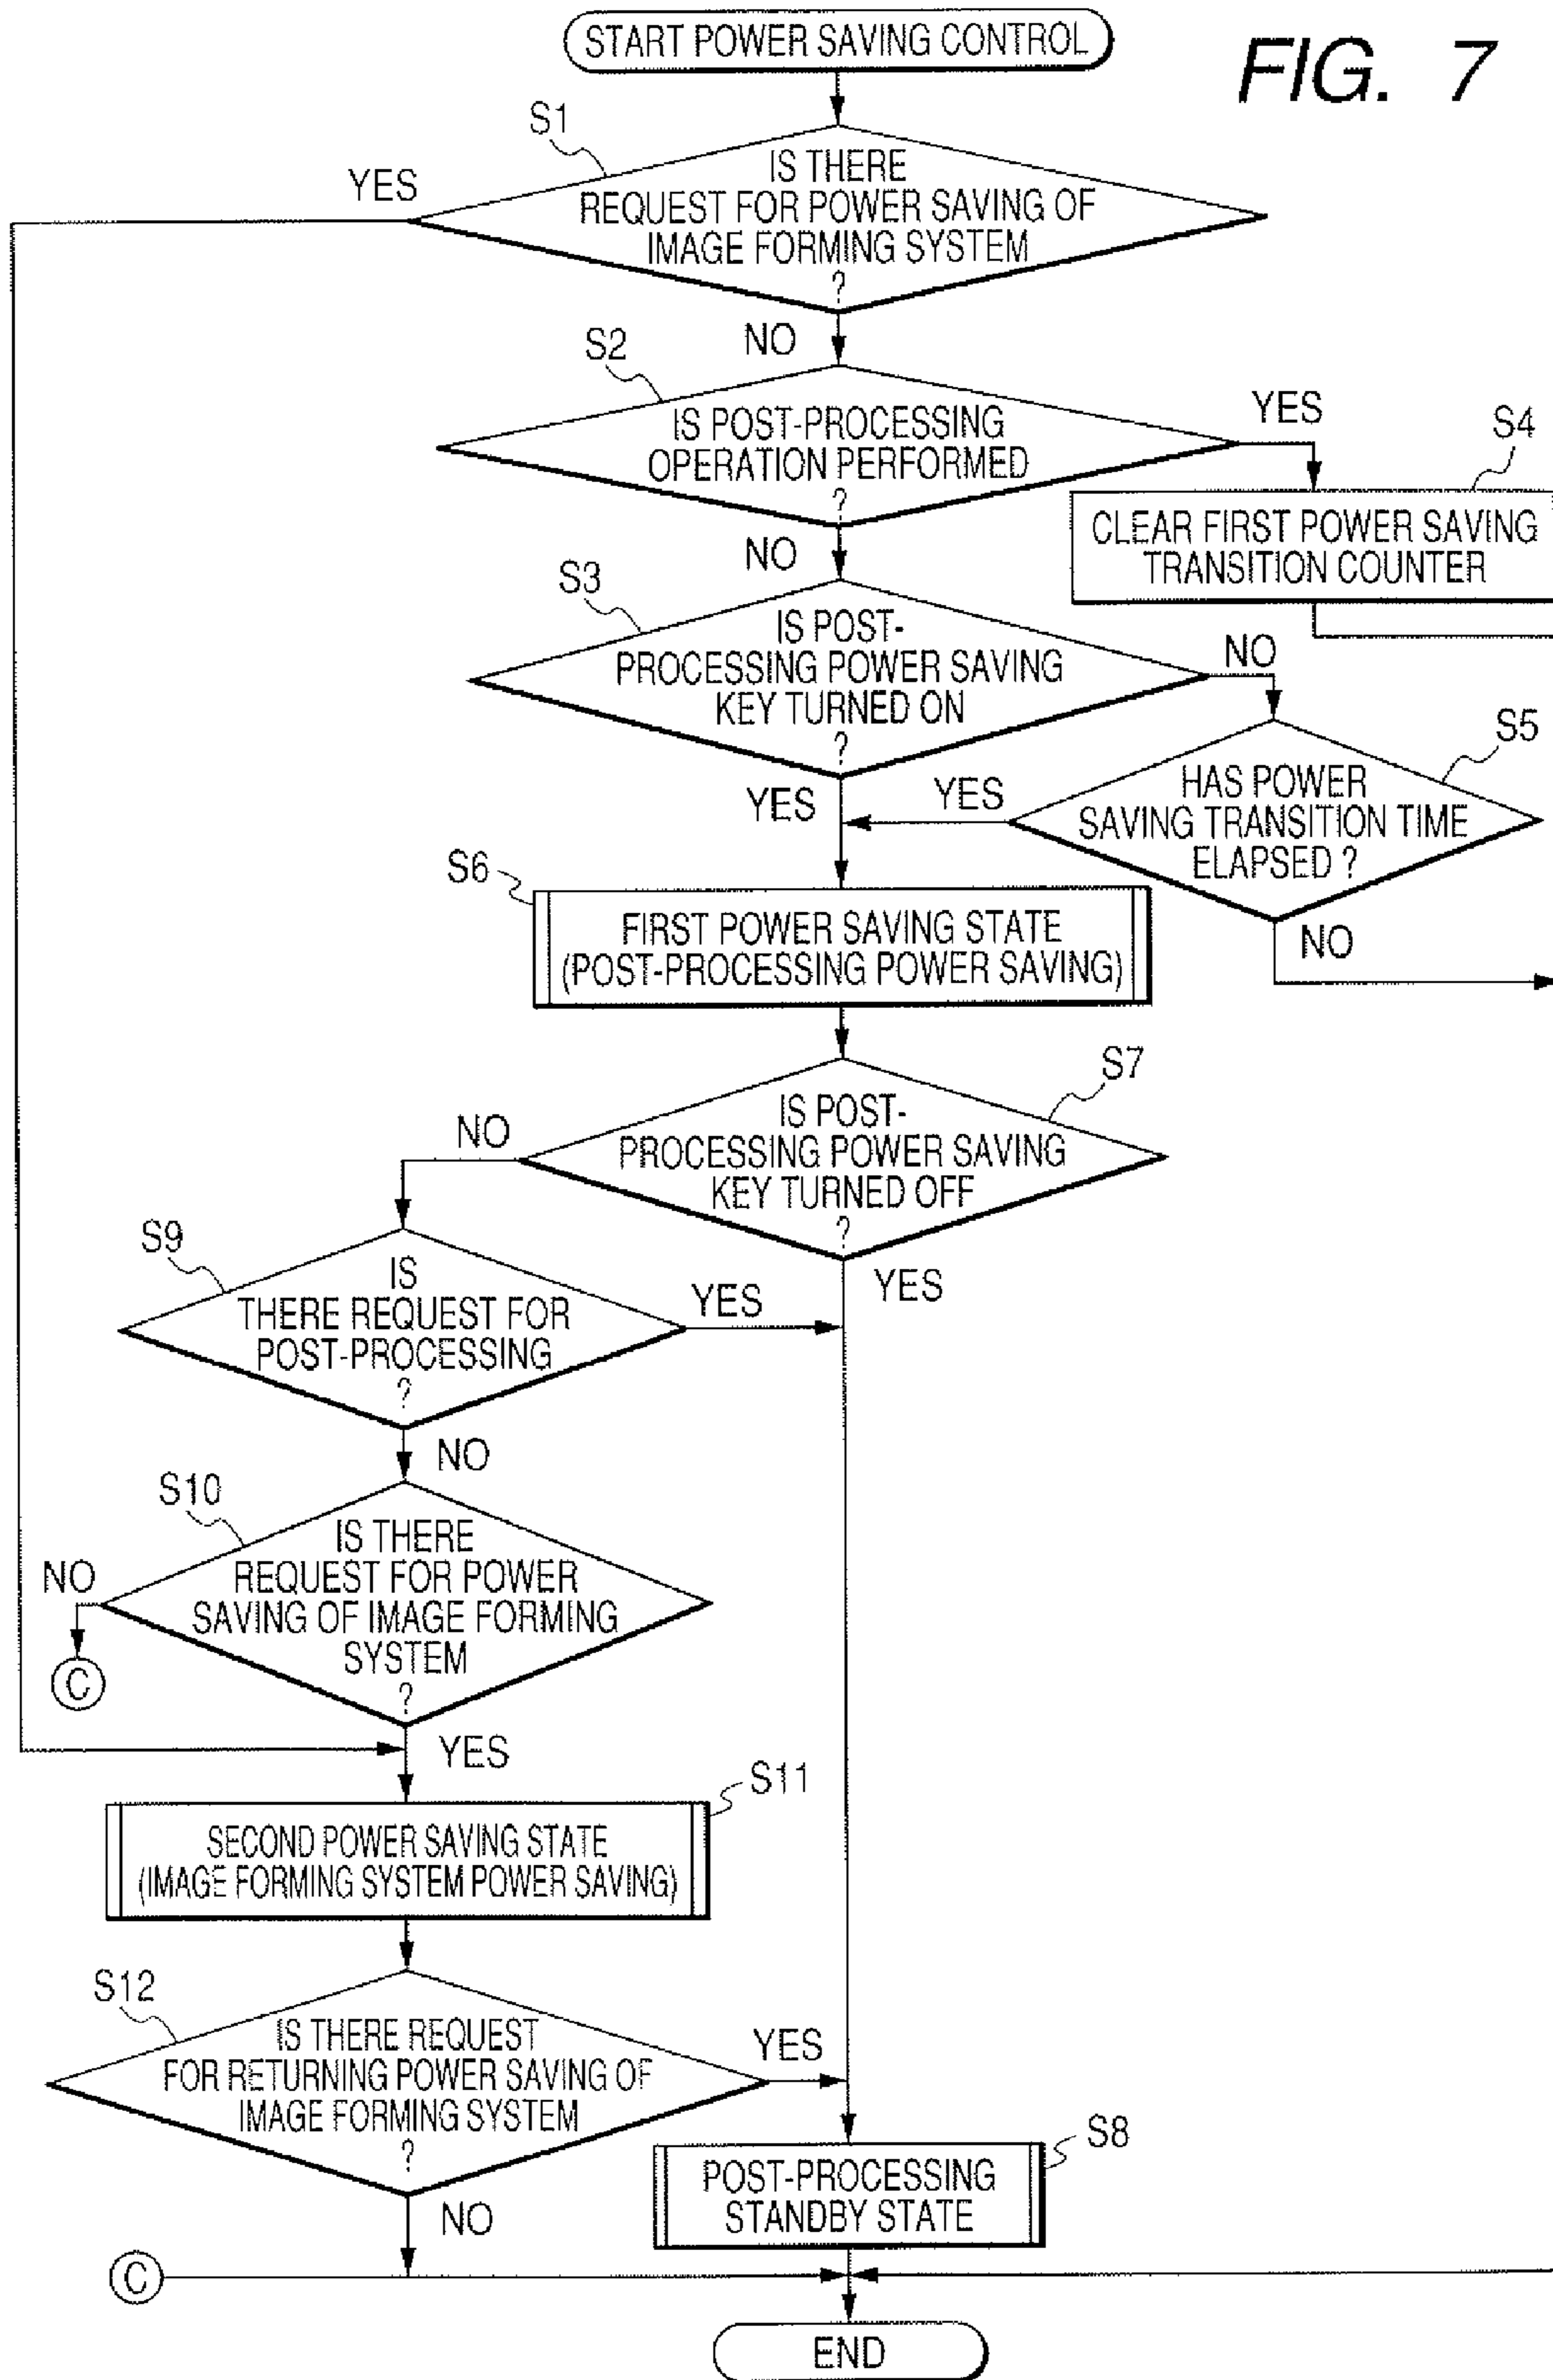 START POWER SAVING CONTROL
FIG. 7
S1
IS THERE
REQUEST FOR POWER SAVING OF
IMAGE FORMING SYSTEM
?
YES
NO
S2
IS POST-PROCESSING
OPERATION PERFORMED
?
YES
NO
S4
CLEAR FIRST POWER SAVING
TRANSITION COUNTER
S3
IS POST-
PROCESSING POWER SAVING
KEY TURNED ON
?
NO
YES
S5
HAS POWER
SAVING TRANSITION TIME
ELAPSED ?
YES
NO
S6
FIRST POWER SAVING STATE
(POST-PROCESSING POWER SAVING)
S7
IS POST-
PROCESSING POWER SAVING
KEY TURNED OFF
?
NO
YES
S9
IS
THERE REQUEST FOR
POST-PROCESSING
?
YES
NO
S10
IS THERE
REQUEST FOR POWER
SAVING OF IMAGE FORMING
SYSTEM
?
NO
C
YES
S11
SECOND POWER SAVING STATE
(IMAGE FORMING SYSTEM POWER SAVING)
S12
IS THERE REQUEST
FOR RETURNING POWER SAVING OF
IMAGE FORMING SYSTEM
?
YES
NO
S8
POST-PROCESSING
STANDBY STATE
C
END